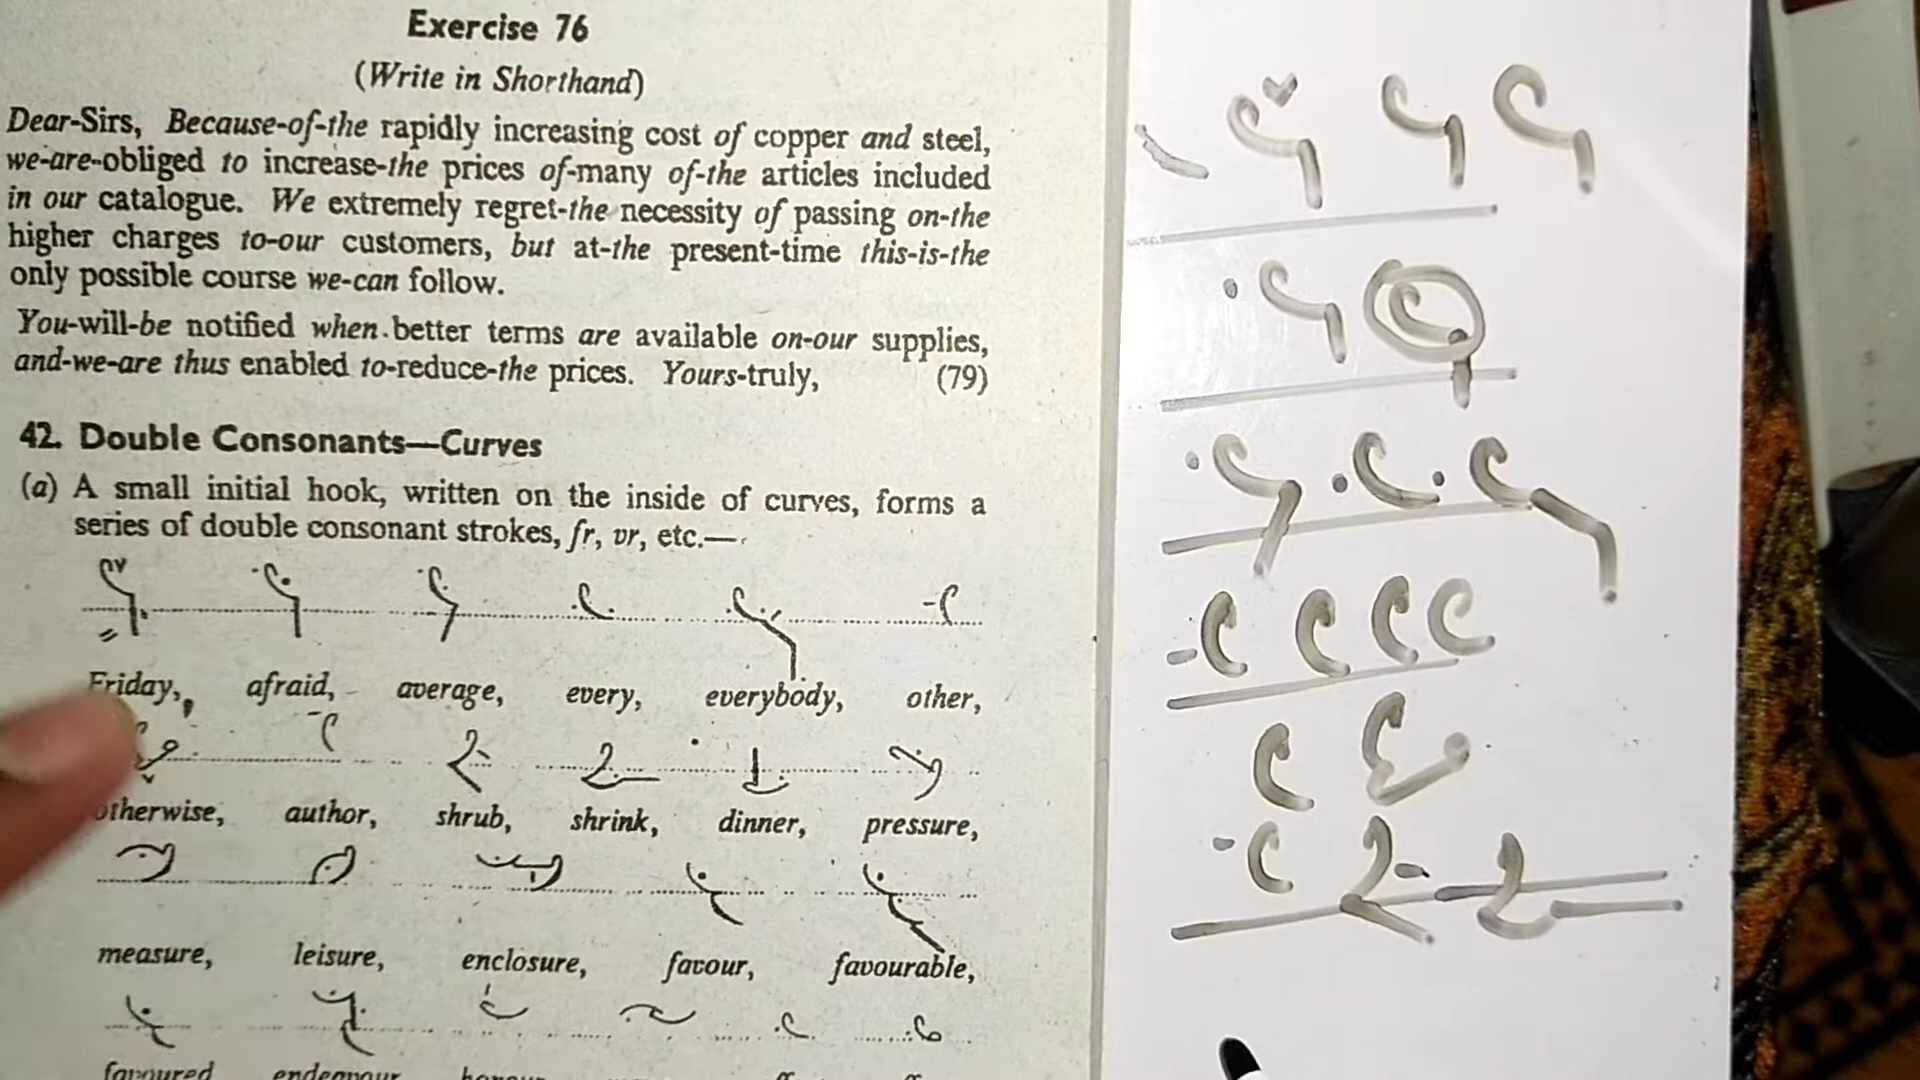 Exercise 76
(Write in Shorthand)
Dear-Sirs, Because-of-the rapidly increasing cost of copper and steel,
we-are-obliged to increase-the prices of-many of-the articles included
in our catalogue. We extremely regret-the necessity of passing on-the
higher charges to-our customers, but at-the present-time this-is-the
only possible course we-can follow.
You-will-be notified when better terms are available on-our supplies,
and-we-are thus enabled to-reduce-the prices. Yours-truly, (79)
42. Double Consonants—Curves
(a) A small initial hook, written on the inside of curves, forms a
series of double consonant strokes, fr, vr, etc.—
Friday, afraid, average, every, everybody, other,
otherwise, author, shrub, shrink, dinner, pressure,
measure, leisure, enclosure, favour, favourable,
favoured endeavour